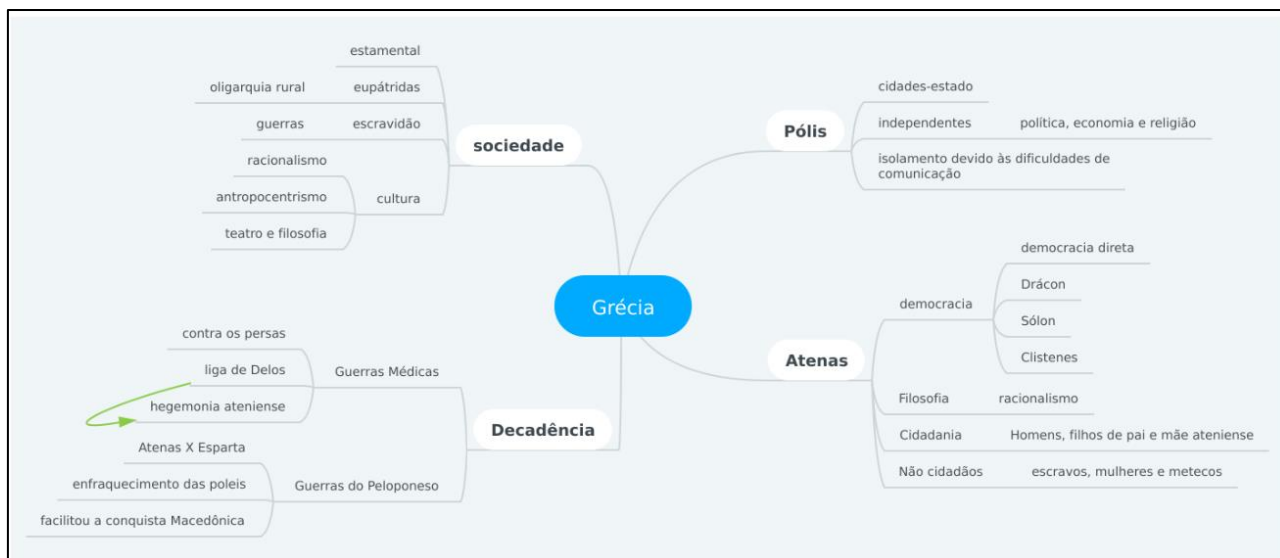 Grécia
sociedade
estamental
eupátridas
oligarquia rural
escravidão
guerras
cultura
racionalismo
antropocentrismo
teatro e filosofia
Pólis
cidades-estado
independentes
política, economia e religião
isolamento devido às dificuldades de
comunicação
Atenas
democracia
democracia direta
Drácon
Sólon
Clistenes
Filosofia
racionalismo
Cidadania
Homens, filhos de pai e mãe ateniense
Não cidadãos
escravos, mulheres e metecos
Decadência
Guerras Médicas
contra os persas
liga de Delos
hegemonia ateniense
Guerras do Peloponeso
Atenas X Esparta
enfraquecimento das poleis
facilitou a conquista Macedônica